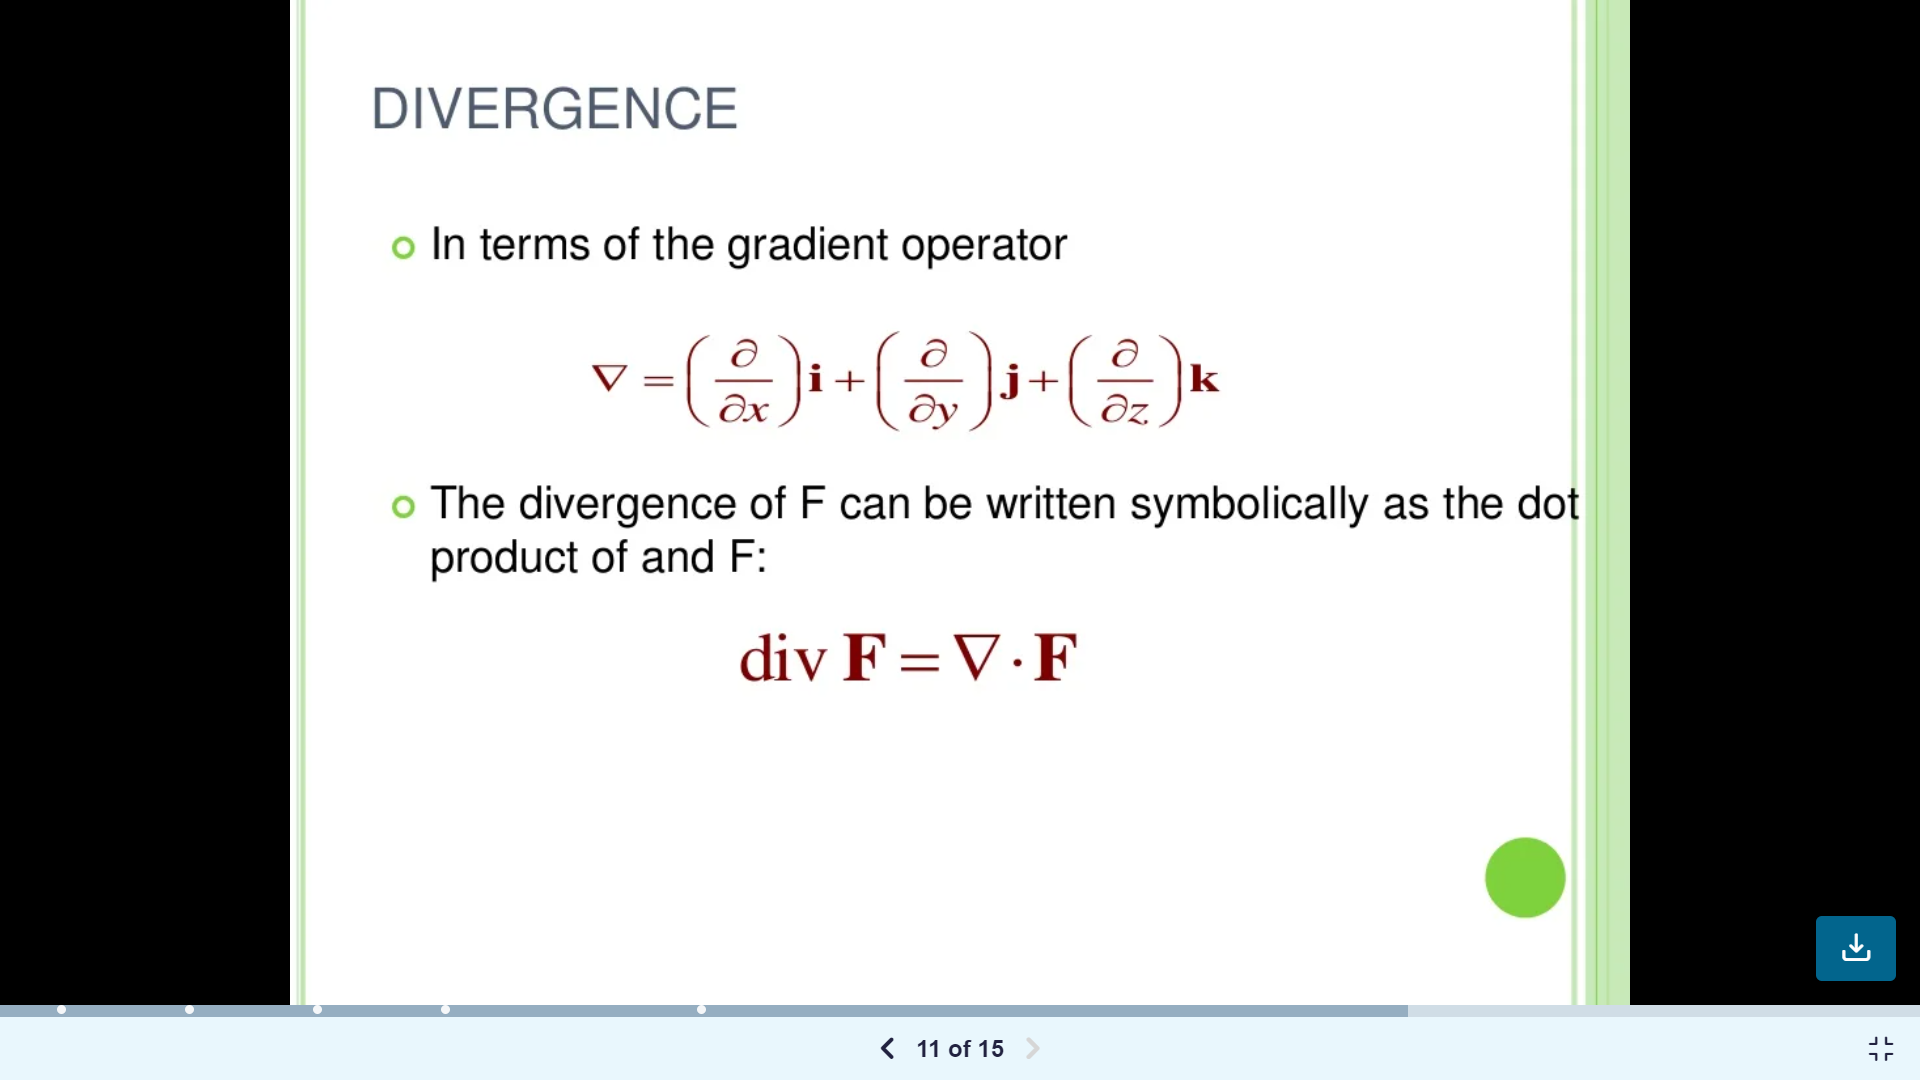 DIVERGENCE
In terms of the gradient operator
∇ = (∂/∂x) i + (∂/∂y) j + (∂/∂z) k
The divergence of F can be written symbolically as the dot
product of and F:
div F = ∇ · F
11 of 15